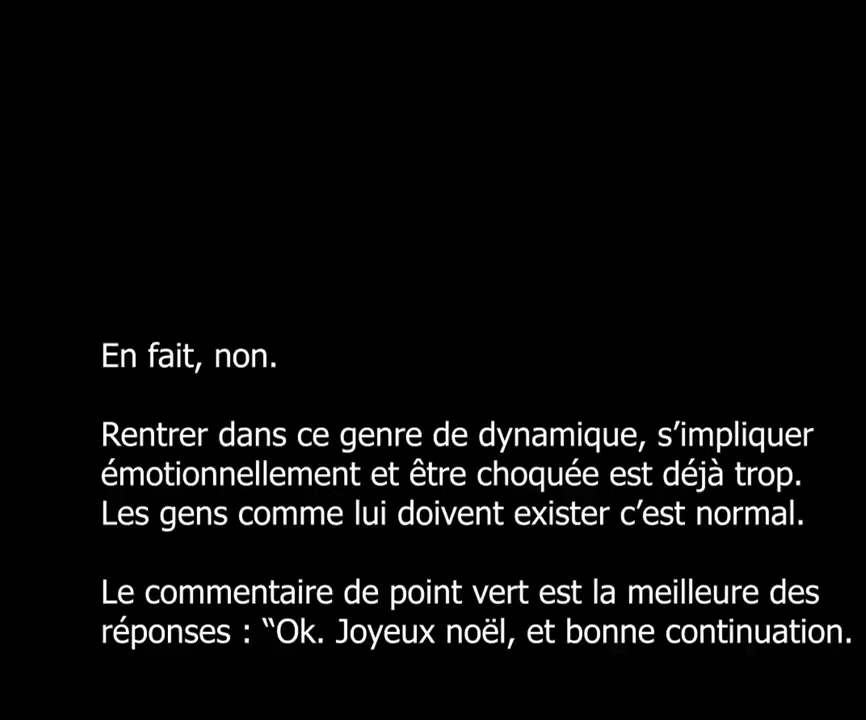 En fait, non.
Rentrer dans ce genre de dynamique, s’impliquer
émotionnellement et être choquée est déjà trop.
Les gens comme lui doivent exister c’est normal.
Le commentaire de point vert est la meilleure des
réponses : “Ok. Joyeux noël, et bonne continuation.